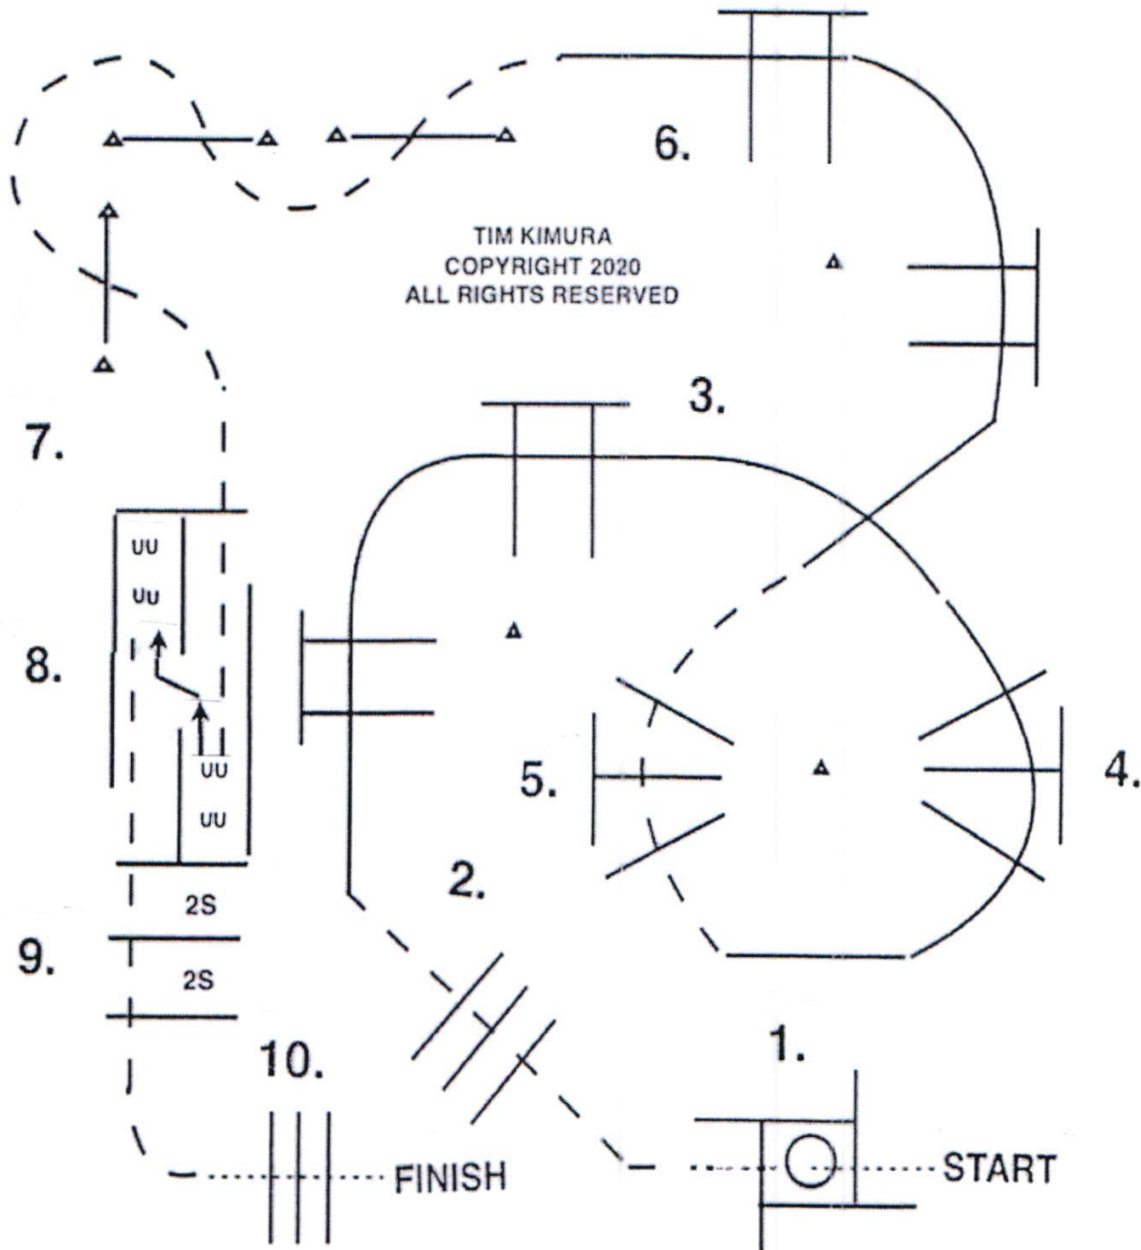 6.
TIM KIMURA
COPYRIGHT 2020
ALL RIGHTS RESERVED
3.
7.
UU
UU
8.
5.
4.
UU
UU
2.
2S
9.
2S
10.
1.
FINISH
START